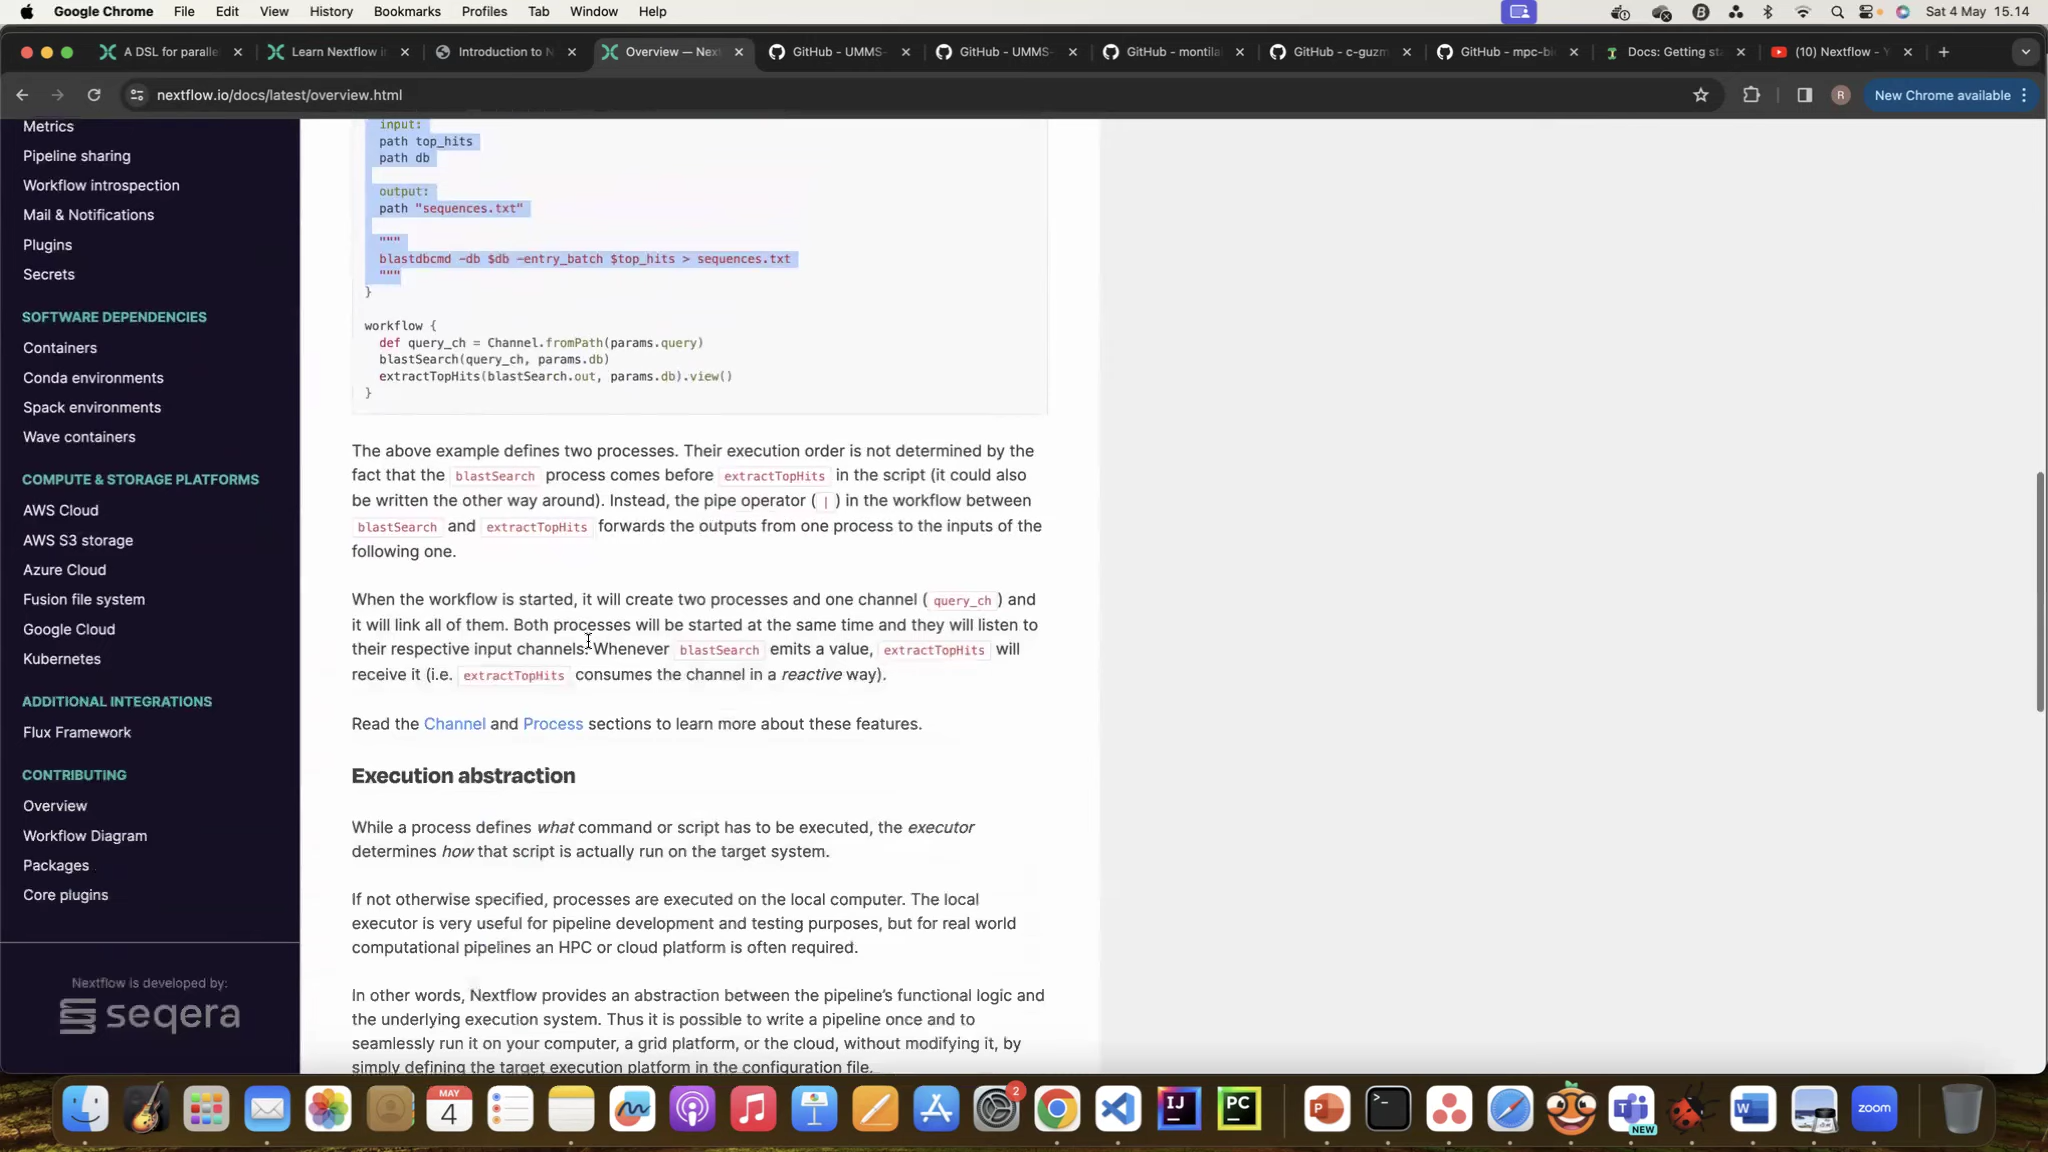 Google Chrome File Edit View History Bookmarks Profiles Tab Window Help Sat 4 May 15.14
A DSL for paralle Learn Nextflow i Introduction to N Overview — Nex GitHub - UMMS- GitHub - UMMS- GitHub - montila GitHub - c-guzm GitHub - mpc-bi Docs: Getting sta (10) Nextflow - Y
nextflow.io/docs/latest/overview.html New Chrome available
Metrics
Pipeline sharing
Workflow introspection
Mail & Notifications
Plugins
Secrets
SOFTWARE DEPENDENCIES
Containers
Conda environments
Spack environments
Wave containers
COMPUTE & STORAGE PLATFORMS
AWS Cloud
AWS S3 storage
Azure Cloud
Fusion file system
Google Cloud
Kubernetes
ADDITIONAL INTEGRATIONS
Flux Framework
CONTRIBUTING
Overview
Workflow Diagram
Packages
Core plugins
Nextflow is developed by:
seqera
input:
path top_hits
path db
output:
path "sequences.txt"
"""
blastdbcmd -db $db -entry_batch $top_hits > sequences.txt
"""
}
workflow {
def query_ch = Channel.fromPath(params.query)
blastSearch(query_ch, params.db)
extractTopHits(blastSearch.out, params.db).view()
}
The above example defines two processes. Their execution order is not determined by the
fact that the blastSearch process comes before extractTopHits in the script (it could also
be written the other way around). Instead, the pipe operator ( | ) in the workflow between
blastSearch and extractTopHits forwards the outputs from one process to the inputs of the
following one.
When the workflow is started, it will create two processes and one channel ( query_ch ) and
it will link all of them. Both processes will be started at the same time and they will listen to
their respective input channels. Whenever blastSearch emits a value, extractTopHits will
receive it (i.e. extractTopHits consumes the channel in a reactive way).
Read the Channel and Process sections to learn more about these features.
Execution abstraction
While a process defines what command or script has to be executed, the executor
determines how that script is actually run on the target system.
If not otherwise specified, processes are executed on the local computer. The local
executor is very useful for pipeline development and testing purposes, but for real world
computational pipelines an HPC or cloud platform is often required.
In other words, Nextflow provides an abstraction between the pipeline's functional logic and
the underlying execution system. Thus it is possible to write a pipeline once and to
seamlessly run it on your computer, a grid platform, or the cloud, without modifying it, by
simply defining the target execution platform in the configuration file.
MAY
4
2
IJ
PC
P
>_
T
NEW
W
zoom